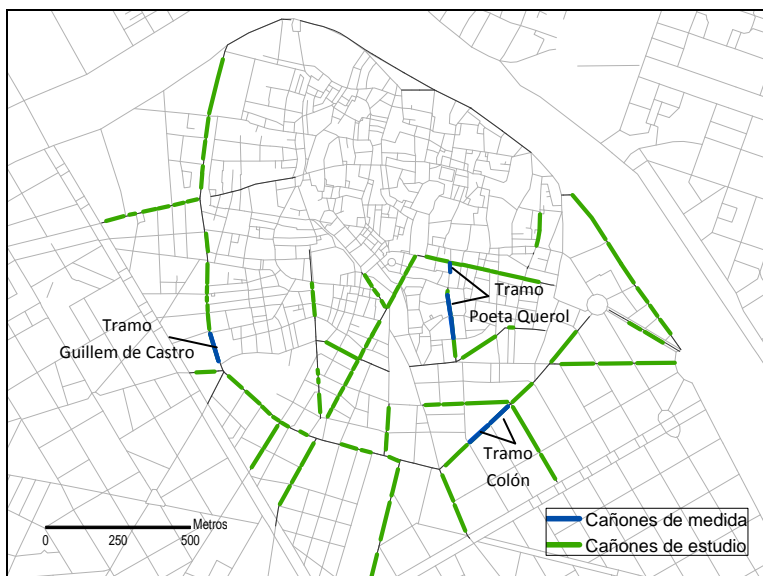 Tramo
Poeta Querol
Tramo
Guillem de Castro
Tramo
Colón
Metros
0 250 500
Cañones de medida
Cañones de estudio